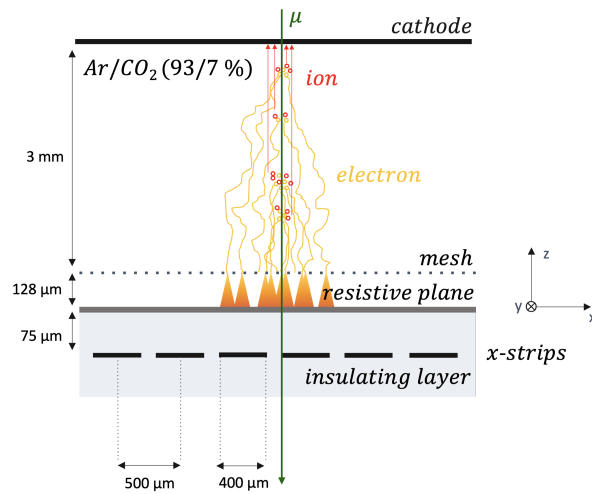 μ
cathode
Ar/CO₂ (93/7 %)
ion
3 mm
electron
mesh
128 μm
resistive plane
75 μm
x-strips
insulating layer
z
y
x
500 μm
400 μm